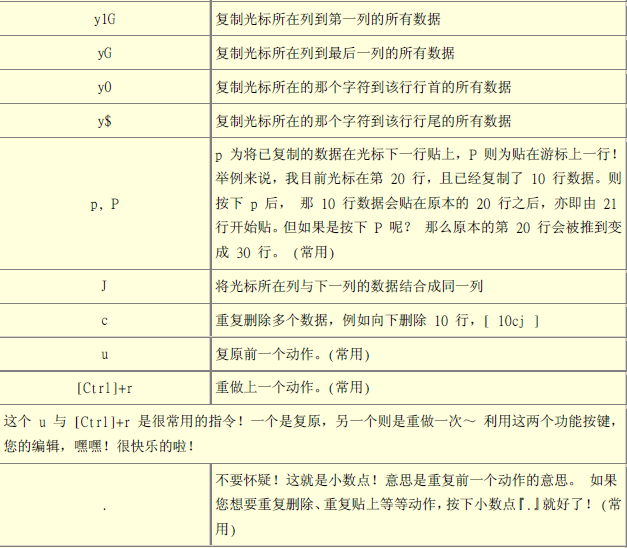 y1G 复制光标所在列到第一列的所有数据
yG 复制光标所在列到最后一列的所有数据
y0 复制光标所在的那个字符到该行行首的所有数据
y$ 复制光标所在的那个字符到该行行尾的所有数据
p, P
p 为将已复制的数据在光标下一行贴上，P 则为贴在游标上一行！
举例来说，我目前光标在第 20 行，且已经复制了 10 行数据。则
按下 p 后， 那 10 行数据会贴在原本的 20 行之后，亦即由 21
行开始贴。但如果是按下 P 呢？ 那么原本的第 20 行会被推到变
成 30 行。 (常用)
J 将光标所在列与下一列的数据结合成同一列
c 重复删除多个数据，例如向下删除 10 行，[ 10cj ]
u 复原前一个动作。(常用)
[Ctrl]+r 重做上一个动作。(常用)
这个 u 与 [Ctrl]+r 是很常用的指令！一个是复原，另一个则是重做一次～ 利用这两个功能按键，
您的编辑，嘿嘿！很快乐的啦！
.
不要怀疑！这就是小数点！意思是重复前一个动作的意思。 如果
您想要重复删除、重复贴上等等动作，按下小数点『.』就好了！ (常
用)